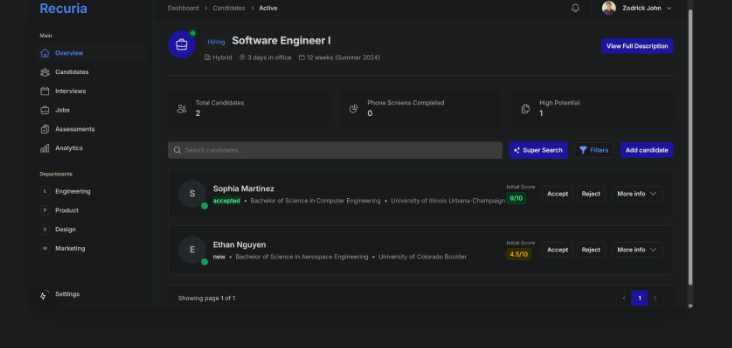 Recuria
Dashboard > Candidates > Active
Zodrick John
Main
Overview
Candidates
Interviews
Jobs
Assessments
Analytics
Departments
E Engineering
P Product
D Design
M Marketing
Settings
Hiring Software Engineer I
Hybrid 3 days in office 12 weeks (Summer 2024)
View Full Description
Total Candidates
2
Phone Screens Completed
0
High Potential
1
Search candidates...
Super Search
Filters
Add candidate
S
Sophia Martinez
accepted • Bachelor of Science in Computer Engineering • University of Illinois Urbana-Champaign
Initial Score
9/10
Accept
Reject
More info
E
Ethan Nguyen
new • Bachelor of Science in Aerospace Engineering • University of Colorado Boulder
Initial Score
4.5/10
Accept
Reject
More info
Showing page 1 of 1
< 1 >